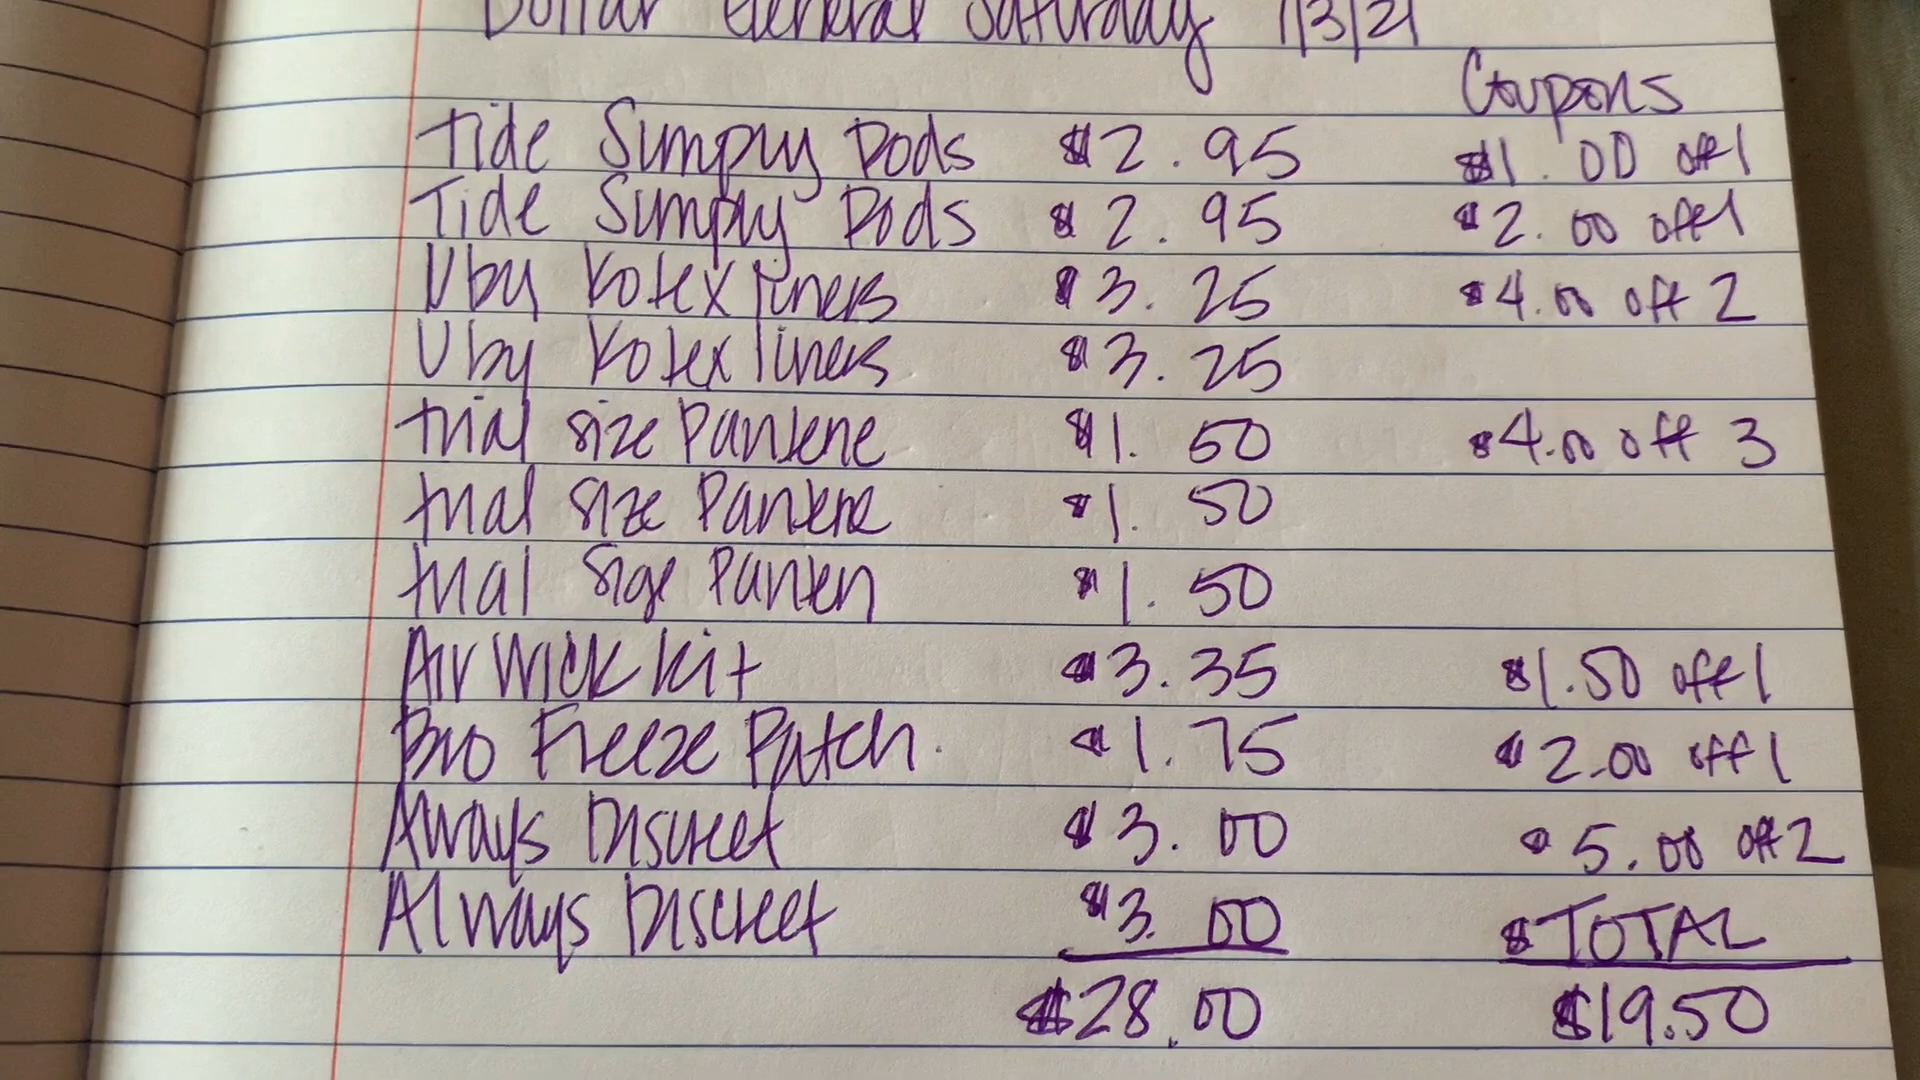 Dollar General Saturday 1/3/21
Coupons
Tide Simply Pods $2.95 $1.00 off 1
Tide Simply Pods $2.95 $2.00 off 1
U by Kotex liners $3.25 $4.00 off 2
U by Kotex liners $3.25
trial size Pantene $1.50 $4.00 off 3
trial size Pantene $1.50
trial size Panten $1.50
Air Wick Kit $3.35 $1.50 off 1
Bio Freeze Patch. $1.75 $2.00 off 1
Always Discreet $3.00 $5.00 off 2
Always Discreet $3.00 $TOTAL
$28.00 $19.50